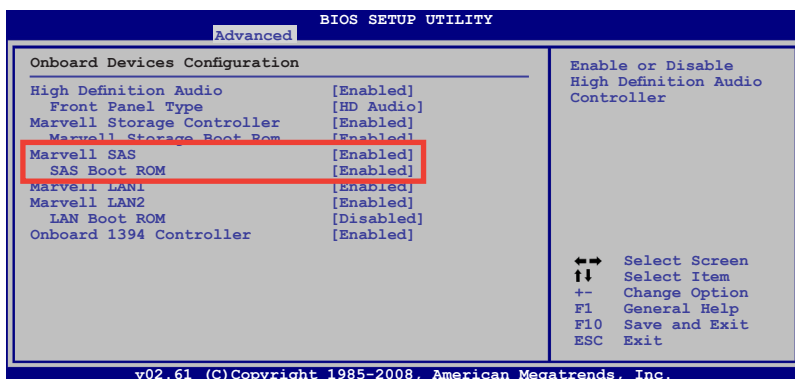 BIOS SETUP UTILITY
Advanced
Onboard Devices Configuration
High Definition Audio [Enabled]
Front Panel Type [HD Audio]
Marvell Storage Controller [Enabled]
Marvell Storage Boot Rom [Enabled]
Marvell SAS [Enabled]
SAS Boot ROM [Enabled]
Marvell LAN1 [Enabled]
Marvell LAN2 [Enabled]
LAN Boot ROM [Disabled]
Onboard 1394 Controller [Enabled]
Enable or Disable
High Definition Audio
Controller
←→ Select Screen
↑↓ Select Item
+- Change Option
F1 General Help
F10 Save and Exit
ESC Exit
v02.61 (C)Copyright 1985-2008, American Megatrends, Inc.